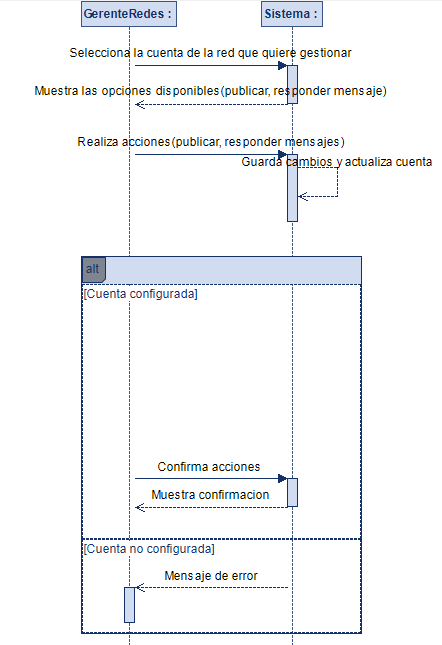 GerenteRedes :
Sistema :
Selecciona la cuenta de la red que quiere gestionar
Muestra las opciones disponibles(publicar, responder mensaje)
Realiza acciones(publicar, responder mensajes)
Guarda cambios y actualiza cuenta
alt
[Cuenta configurada]
Confirma acciones
Muestra confirmacion
[Cuenta no configurada]
Mensaje de error